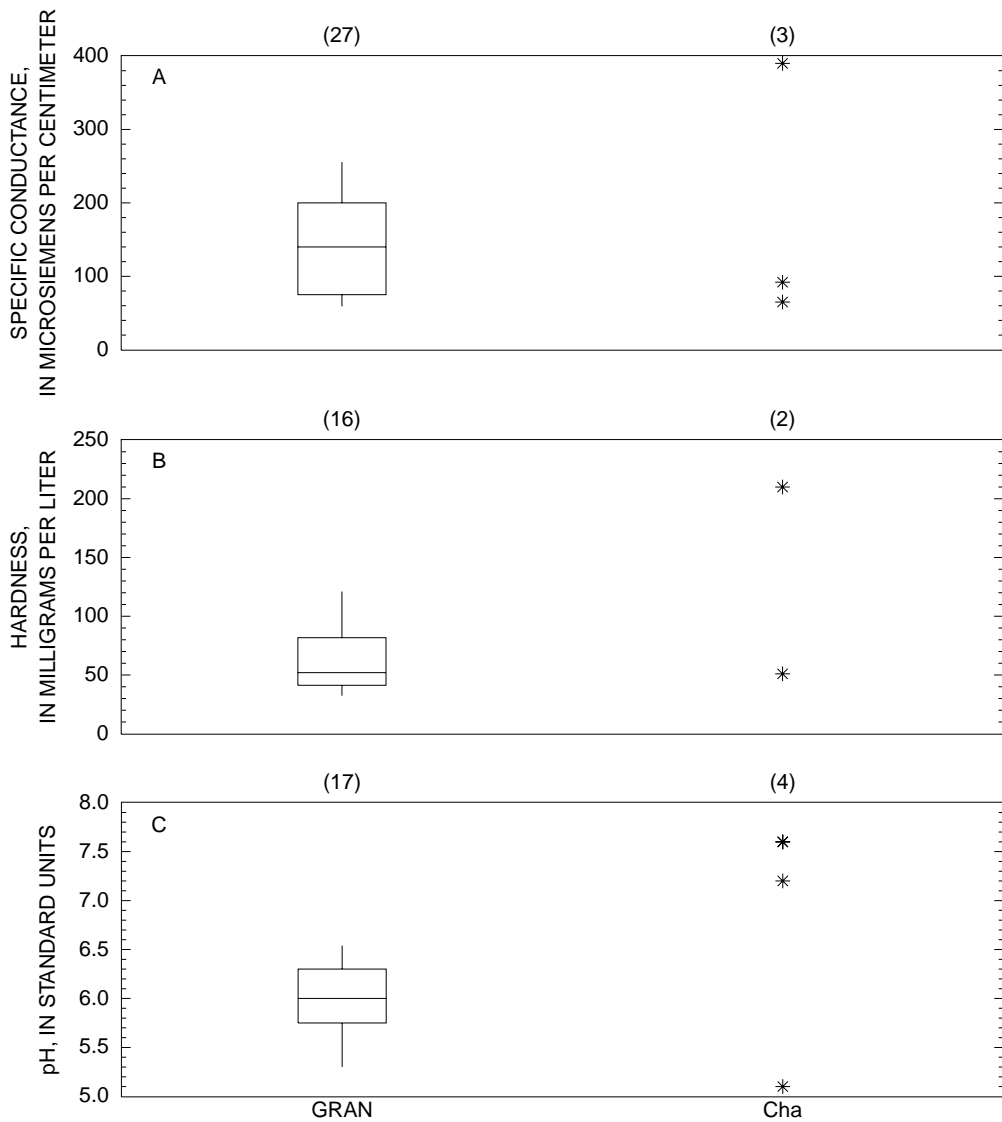 (27) (3)
SPECIFIC CONDUCTANCE,
IN MICROSIEMENS PER CENTIMETER
400
300
200
100
0
A
(16) (2)
HARDNESS,
IN MILLIGRAMS PER LITER
250
200
150
100
50
0
B
(17) (4)
pH, IN STANDARD UNITS
8.0
7.5
7.0
6.5
6.0
5.5
5.0
C
GRAN Cha